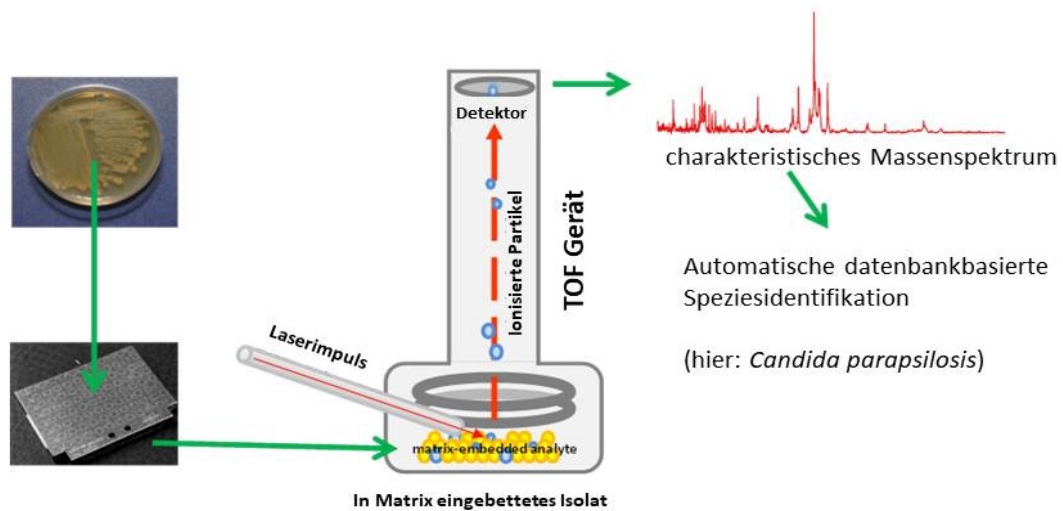 Detektor
Ionisierte Partikel
TOF Gerät
Laserimpuls
matrix-embedded analyte
In Matrix eingebettetes Isolat
charakteristisches Massenspektrum
Automatische datenbankbasierte
Speziesidentifikation
(hier: Candida parapsilosis)